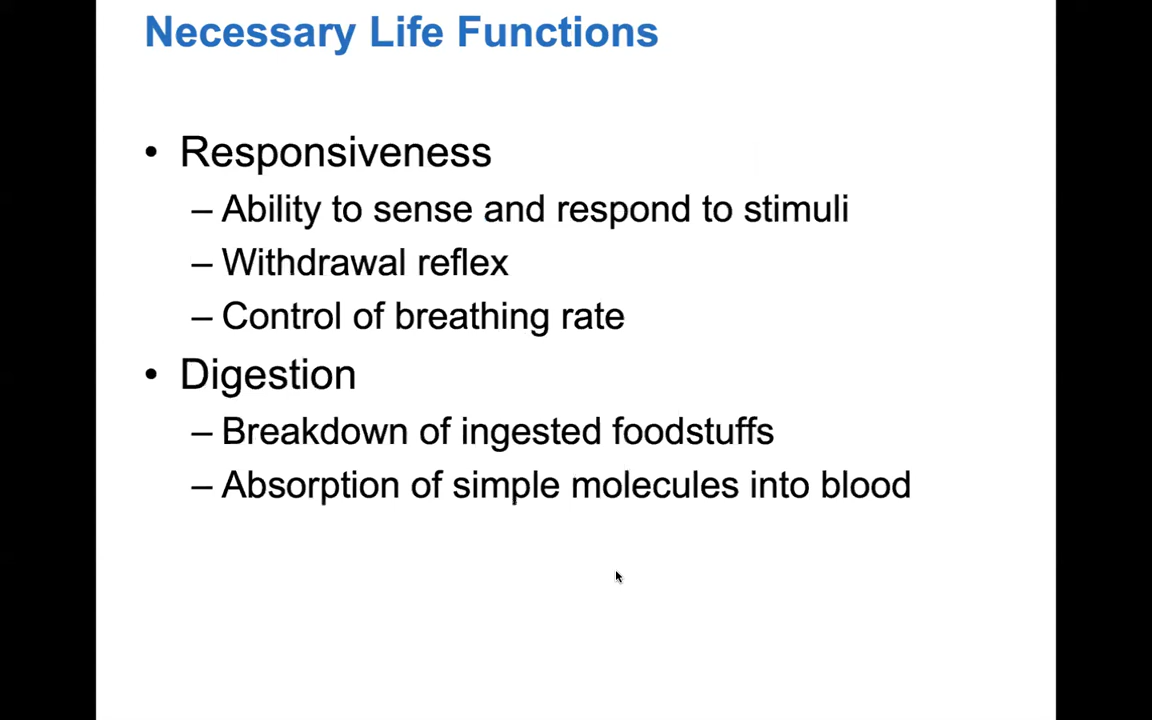 Necessary Life Functions
• Responsiveness
– Ability to sense and respond to stimuli
– Withdrawal reflex
– Control of breathing rate
• Digestion
– Breakdown of ingested foodstuffs
– Absorption of simple molecules into blood